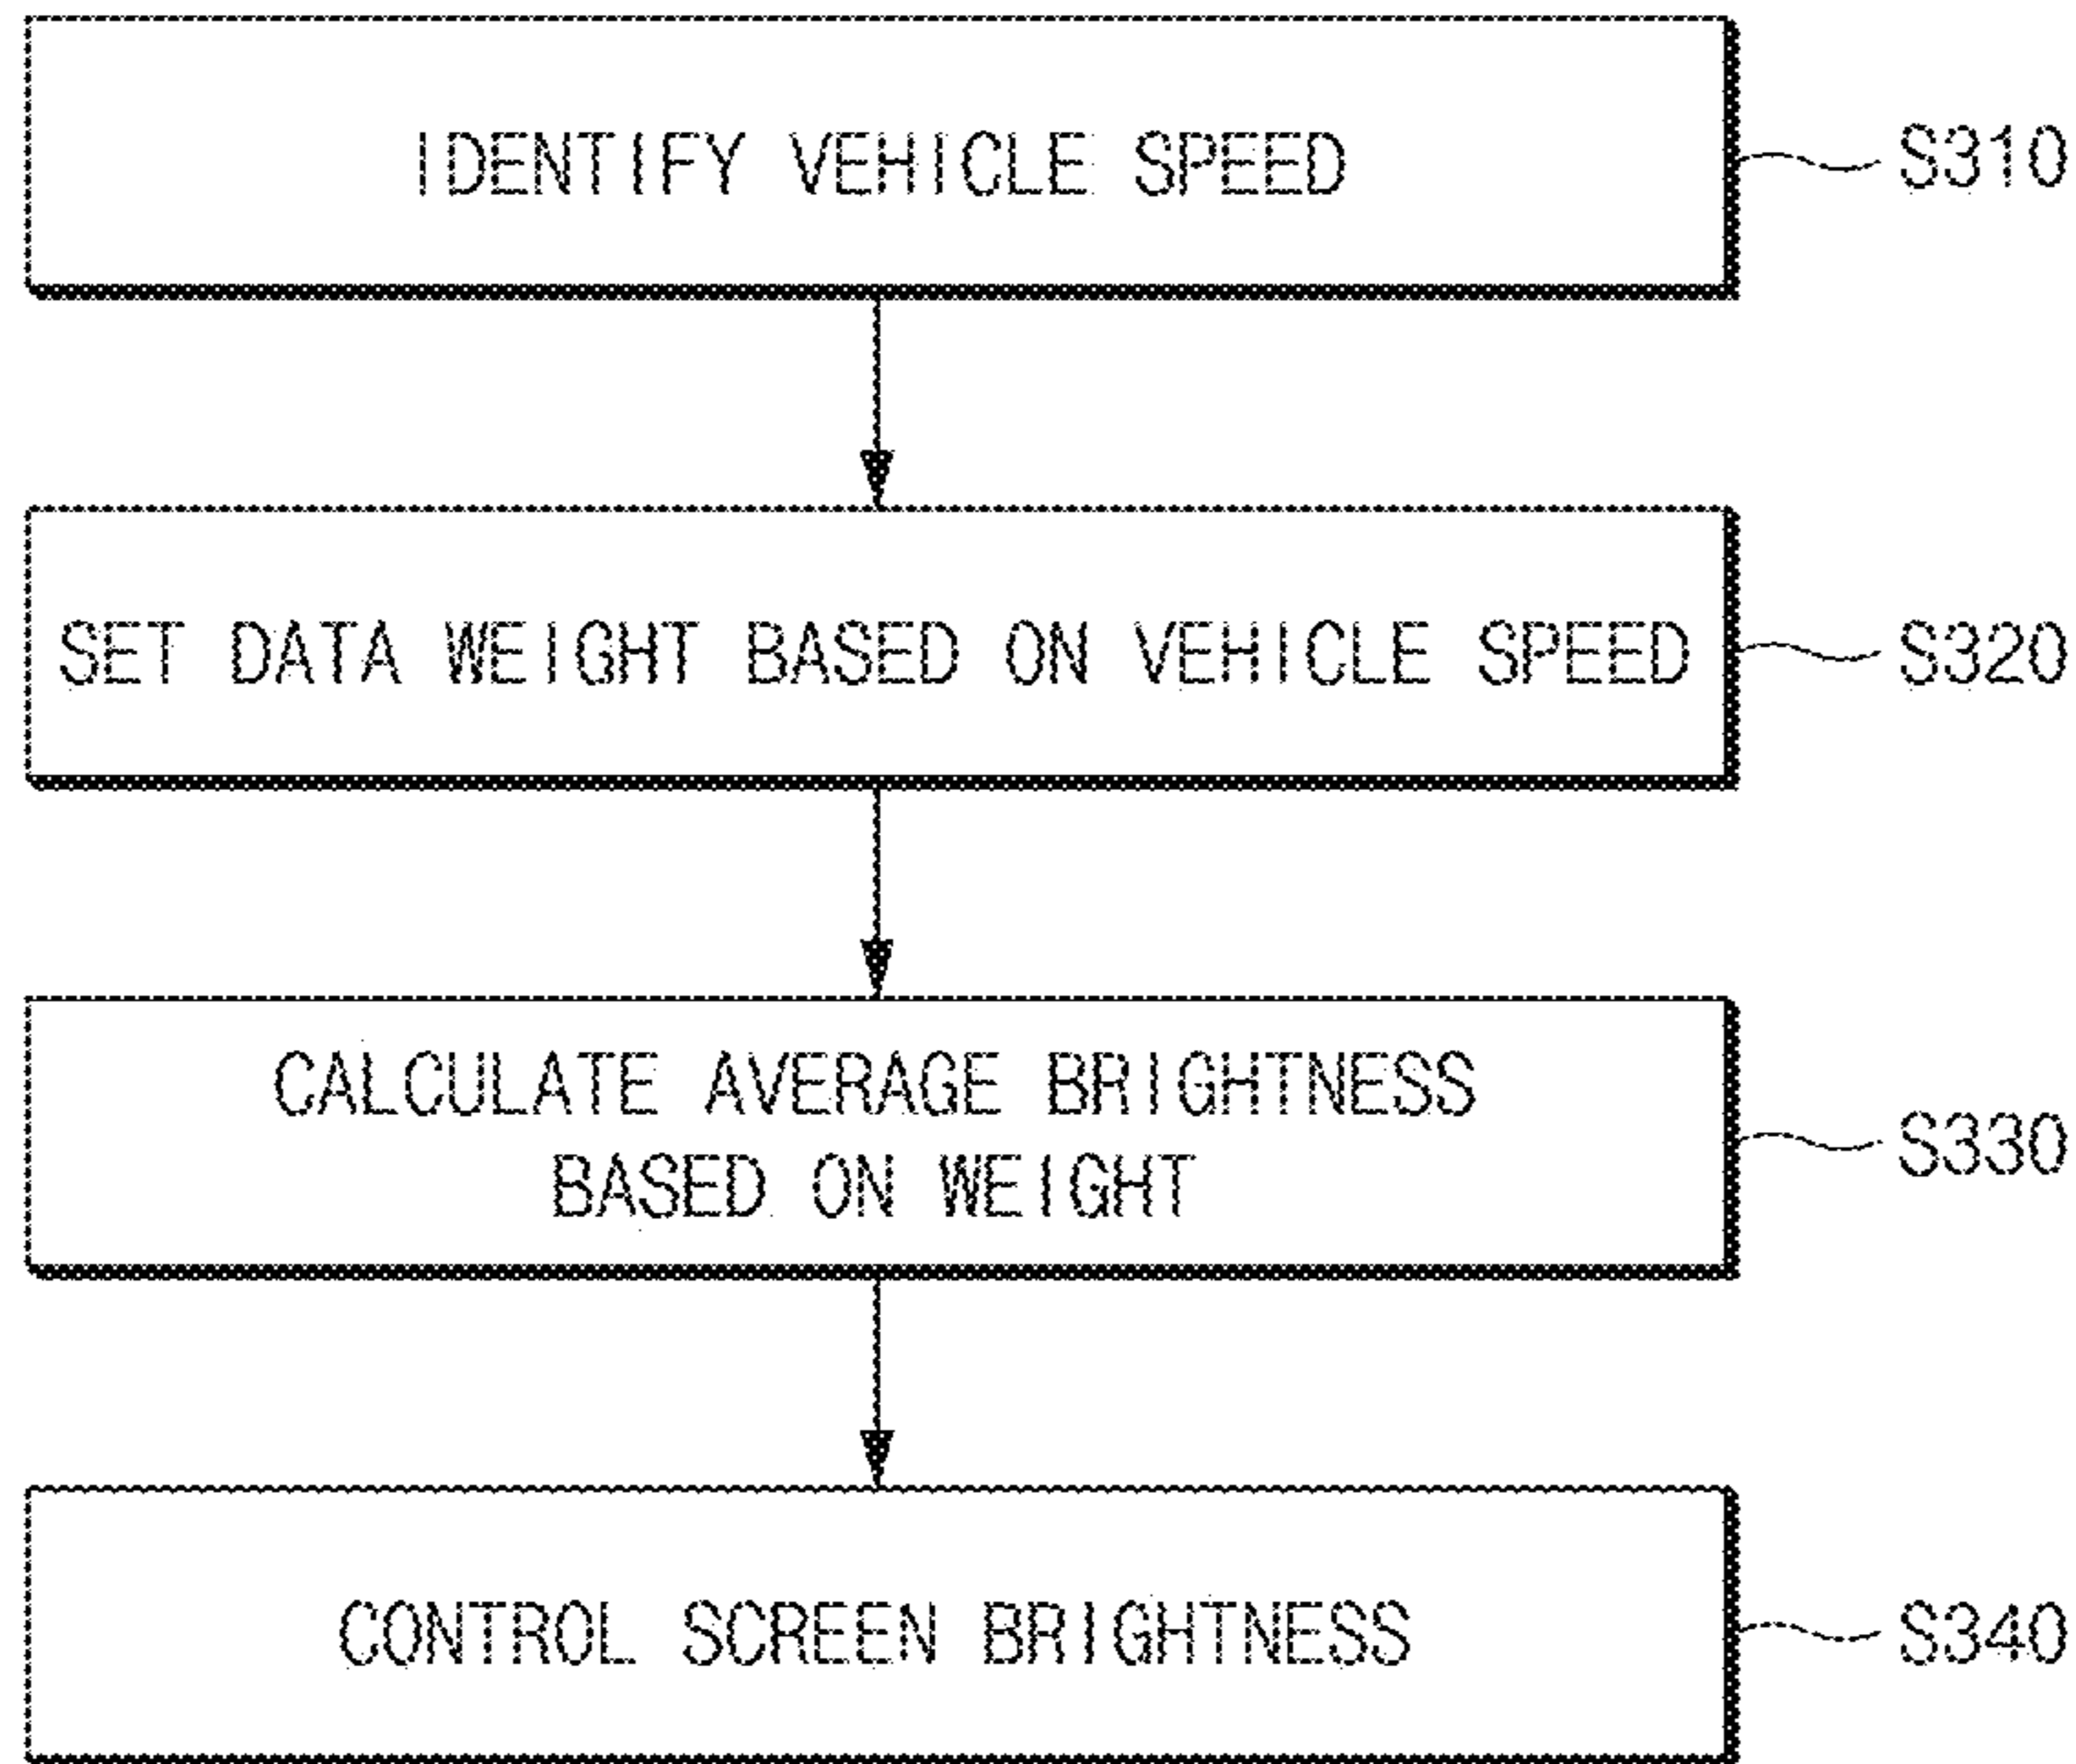 IDENTIFY VEHICLE SPEED
S310
SET DATA WEIGHT BASED ON VEHICLE SPEED
S320
CALCULATE AVERAGE BRIGHTNESS
BASED ON WEIGHT
S330
CONTROL SCREEN BRIGHTNESS
S340